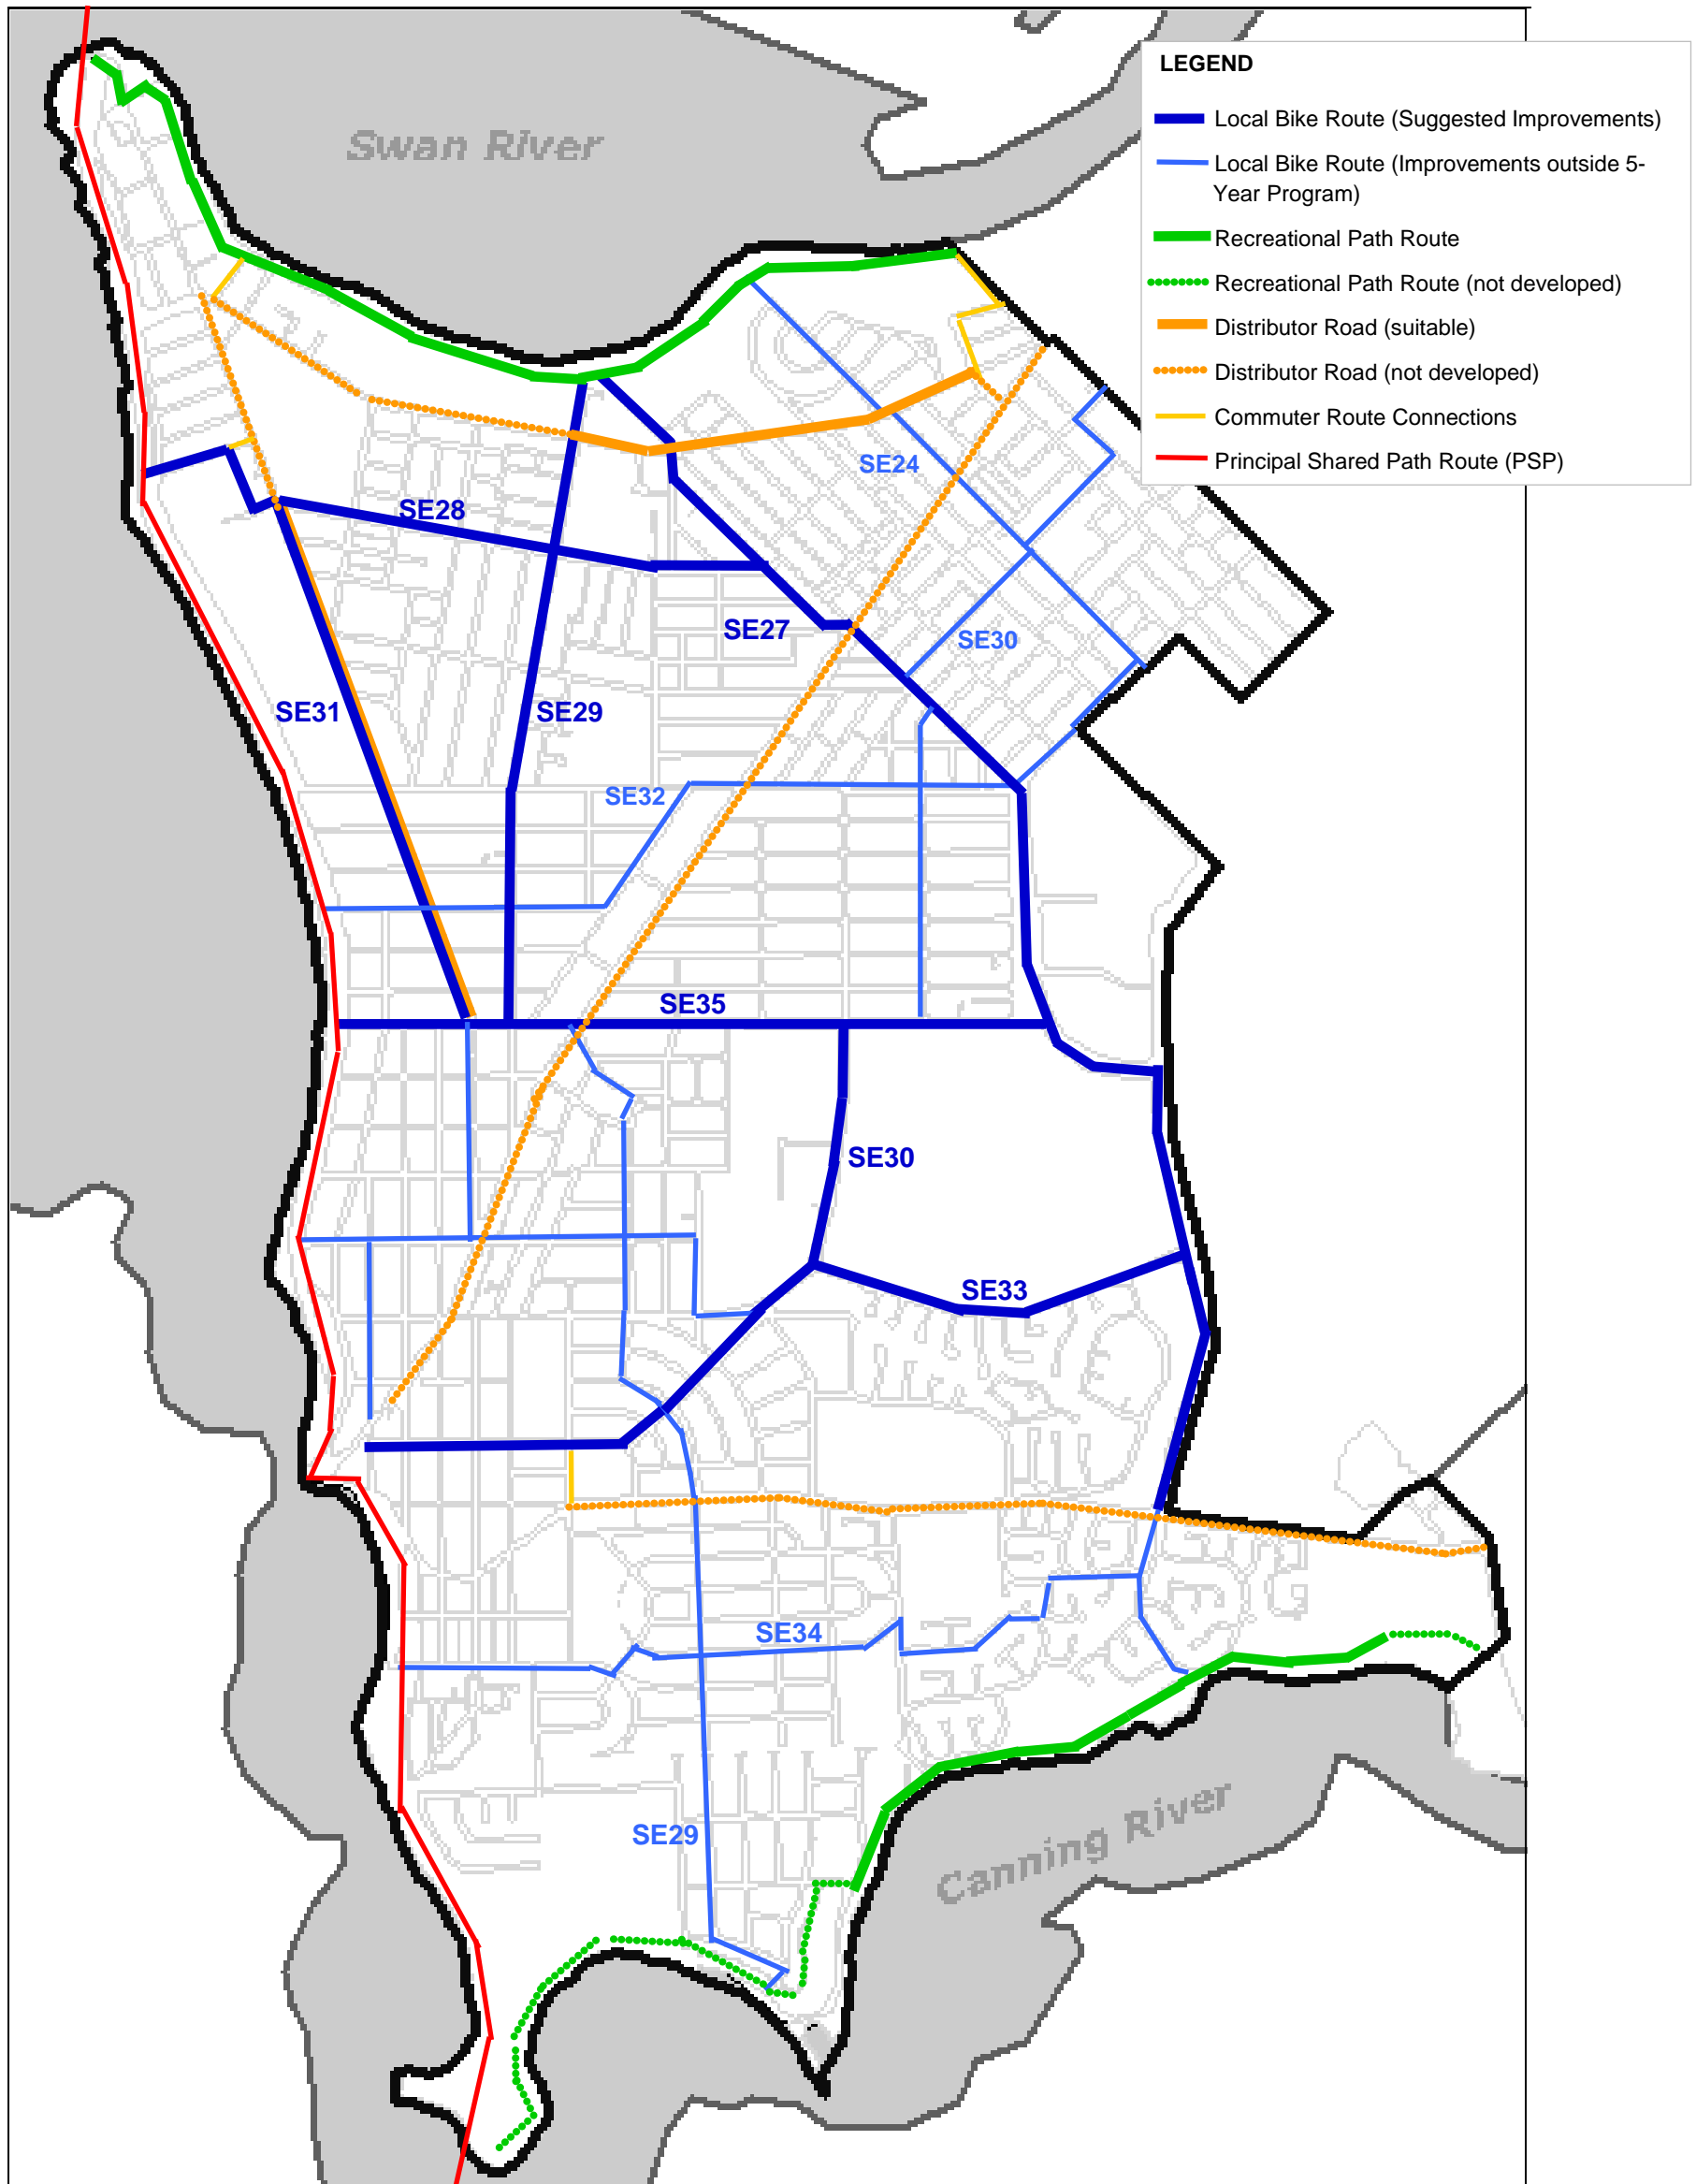 LEGEND
Local Bike Route (Suggested Improvements)
Local Bike Route (Improvements outside 5-
Year Program)
Recreational Path Route
Recreational Path Route (not developed)
Distributor Road (suitable)
Distributor Road (not developed)
Commuter Route Connections
Principal Shared Path Route (PSP)
Swan River
SE24
SE28
SE27
SE30
SE31
SE29
SE32
SE35
SE30
SE33
SE34
SE29
Canning River